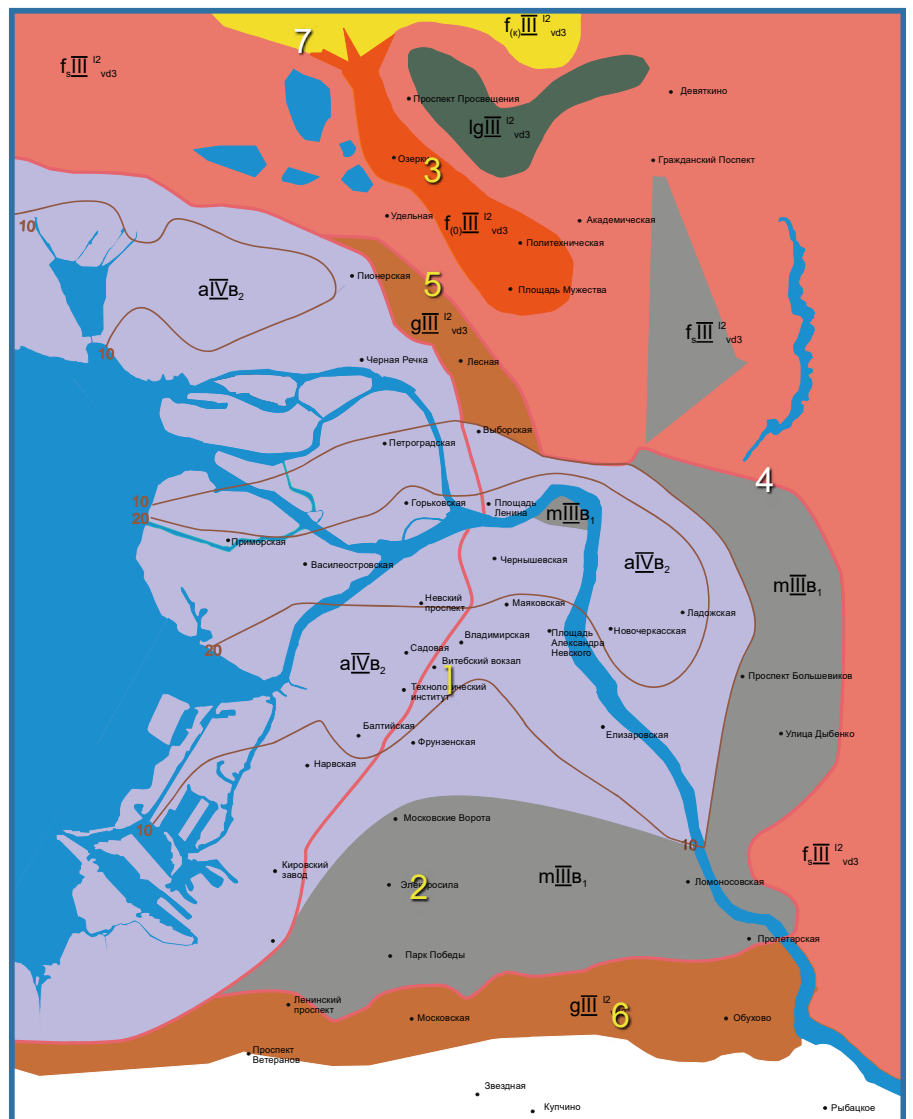 7
f(к)III l2 vd3
fsIII l2 vd3
Девяткино
Проспект Просвещения
lgIII l2 vd3
Озерки
3
Гражданский Поспект
Удельная
f(0)III l2 vd3
Академическая
10
Политехническая
Пионерская
5
аIVв2
Площадь Мужества
gIII l2 vd3
fsIII l2 vd3
10
Черная Речка
Лесная
Выборская
Петроградская
4
10
Горьковская
Площадь
Ленина
mIIIв1
20
Приморская
Василеостровская
Чернышевская
аIVв2
mIIIв1
Невский
проспект
Маяковская
Ладожская
20
Владимирская
Площадь
Александра
Невского
Новочеркасская
Садовая
аIVв2
Витебский вокзал
1
Технологический
институт
Проспект Большевиков
Балтийская
Фрунзенская
Елизаровская
Улица Дыбенко
Нарвская
10
Московские Ворота
10
fsIII l2 vd3
Кировский
завод
Электросила
2
mIIIв1
Ломоносовская
Пролетарская
Парк Победы
Ленинский
проспект
Московская
gIII l2
6
Обухово
Проспект
Ветеранов
Звездная
Купчино
Рыбацкое